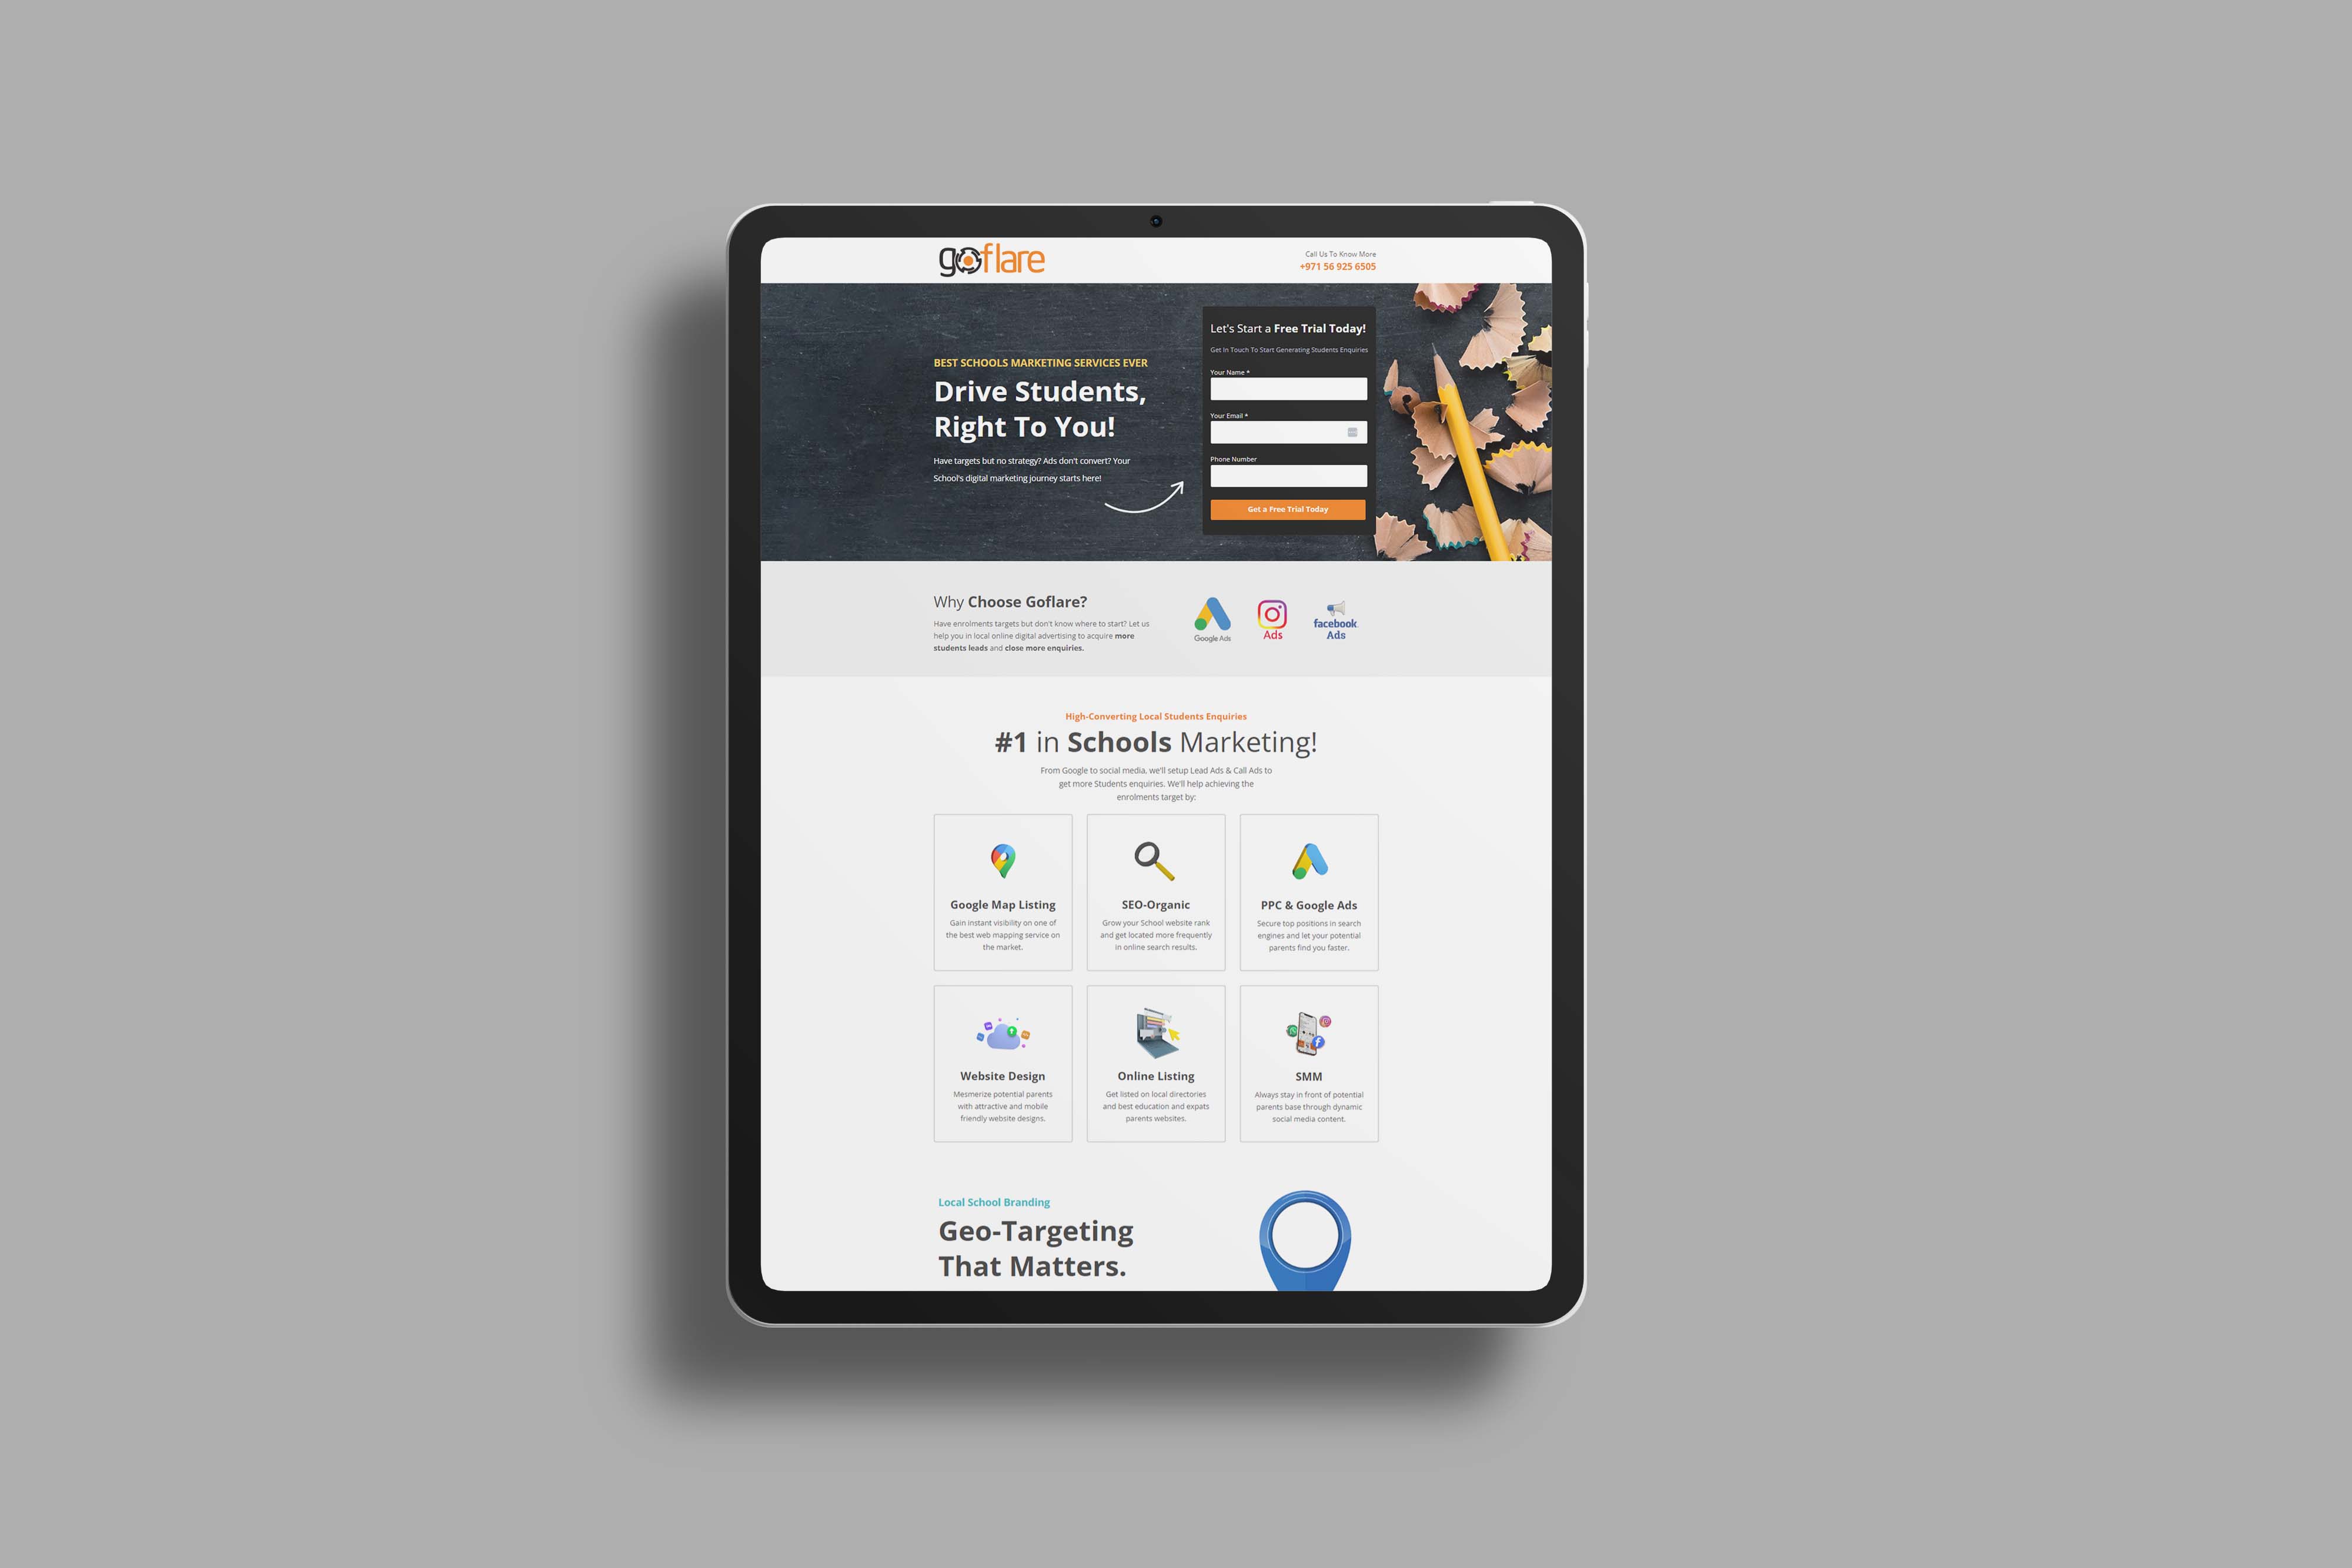 goflare
Call Us To Know More
+971 56 925 6505
BEST SCHOOLS MARKETING SERVICES EVER
Drive Students,
Right To You!
Have targets but no strategy? Ads don't convert? Your
School's digital marketing journey starts here!
Let's Start a Free Trial Today!
Get In Touch To Start Generating Students Enquiries
Your Name *
Your Email *
Phone Number
Get a Free Trial Today
Why Choose Goflare?
Have enrolments targets but don't know where to start? Let us
help you in local online digital advertising to acquire more
students leads and close more enquiries.
Google Ads
Ads
facebook
Ads
High-Converting Local Students Enquiries
#1 in Schools Marketing!
From Google to social media, we'll setup Lead Ads & Call Ads to
get more Students enquiries. We'll help achieving the
enrolments target by:
Google Map Listing
Gain instant visibility on one of
the best web mapping service on
the market.
SEO-Organic
Grow your School website rank
and get located more frequently
in online search results.
PPC & Google Ads
Secure top positions in search
engines and let your potential
parents find you faster.
Website Design
Mesmerize potential parents
with attractive and mobile
friendly website designs.
Online Listing
Get listed on local directories
and best education and expats
parents websites.
SMM
Always stay in front of potential
parents base through dynamic
social media content.
Local School Branding
Geo-Targeting
That Matters.